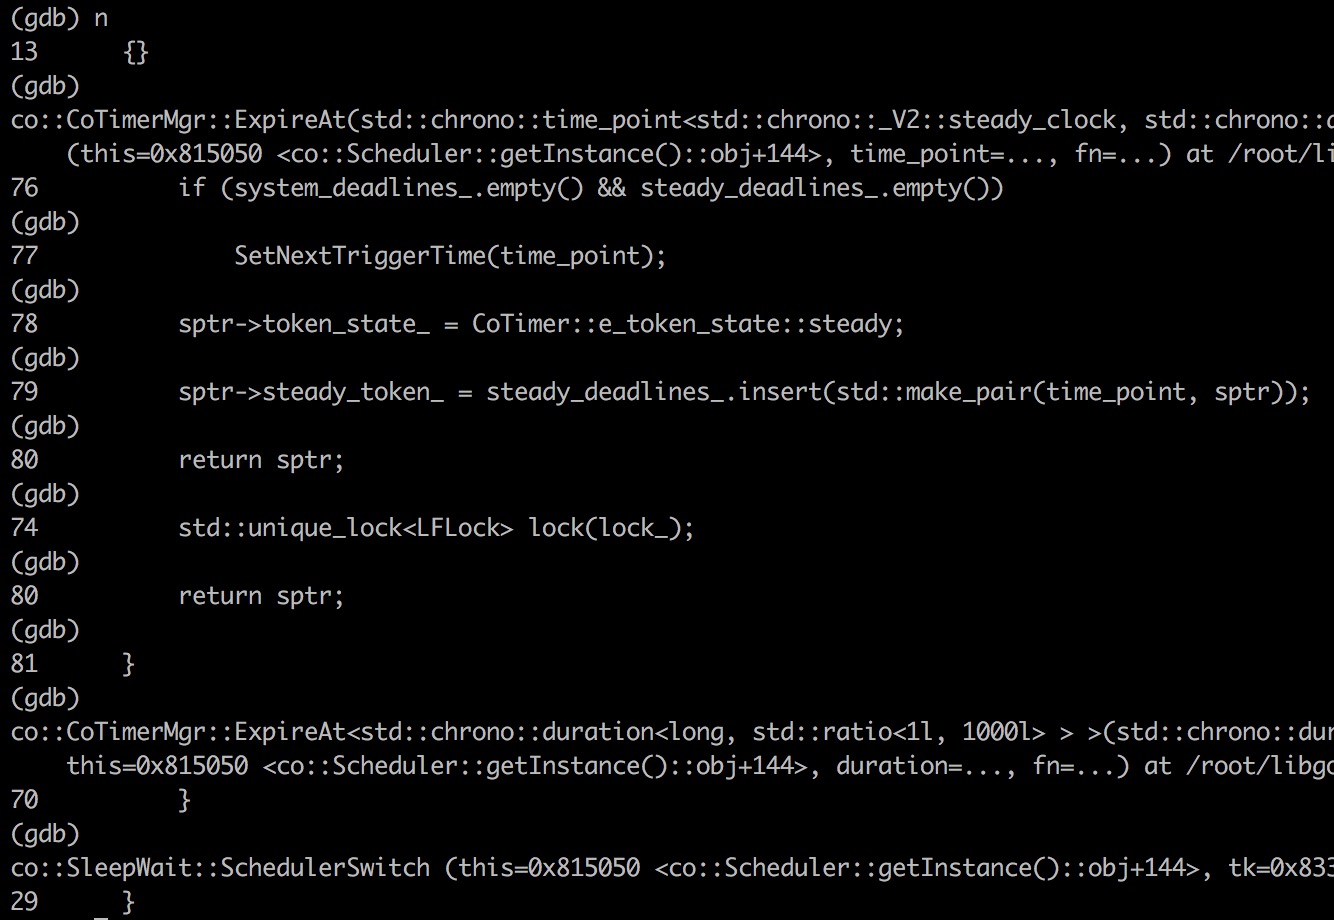 (gdb) n
13 {}
(gdb)
co::CoTimerMgr::ExpireAt(std::chrono::time_point<std::chrono::_V2::steady_clock, std::chrono::
(this=0x815050 <co::Scheduler::getInstance()::obj+144>, time_point=..., fn=...) at /root/li
76 if (system_deadlines_.empty() && steady_deadlines_.empty())
(gdb)
77 SetNextTriggerTime(time_point);
(gdb)
78 sptr->token_state_ = CoTimer::e_token_state::steady;
(gdb)
79 sptr->steady_token_ = steady_deadlines_.insert(std::make_pair(time_point, sptr));
(gdb)
80 return sptr;
(gdb)
74 std::unique_lock<LFLock> lock(lock_);
(gdb)
80 return sptr;
(gdb)
81 }
(gdb)
co::CoTimerMgr::ExpireAt<std::chrono::duration<long, std::ratio<1l, 1000l> > >(std::chrono::dur
this=0x815050 <co::Scheduler::getInstance()::obj+144>, duration=..., fn=...) at /root/libgo
70 }
(gdb)
co::SleepWait::SchedulerSwitch (this=0x815050 <co::Scheduler::getInstance()::obj+144>, tk=0x833
29 }